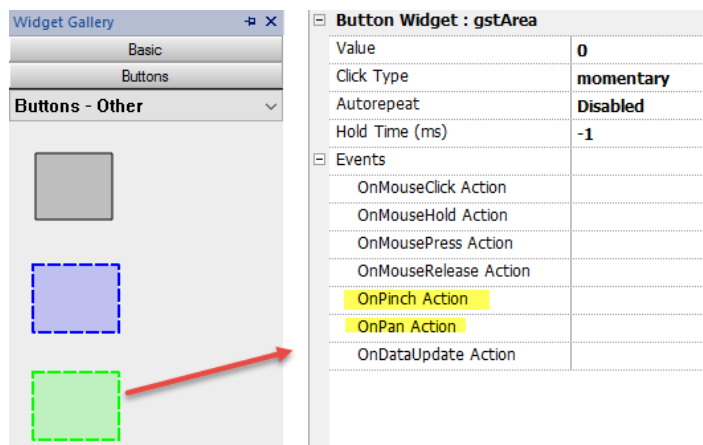 Widget Gallery
Basic
Buttons
Buttons - Other
Button Widget : gstArea
Value 0
Click Type momentary
Autorepeat Disabled
Hold Time (ms) -1
Events
OnMouseClick Action
OnMouseHold Action
OnMousePress Action
OnMouseRelease Action
OnPinch Action
OnPan Action
OnDataUpdate Action